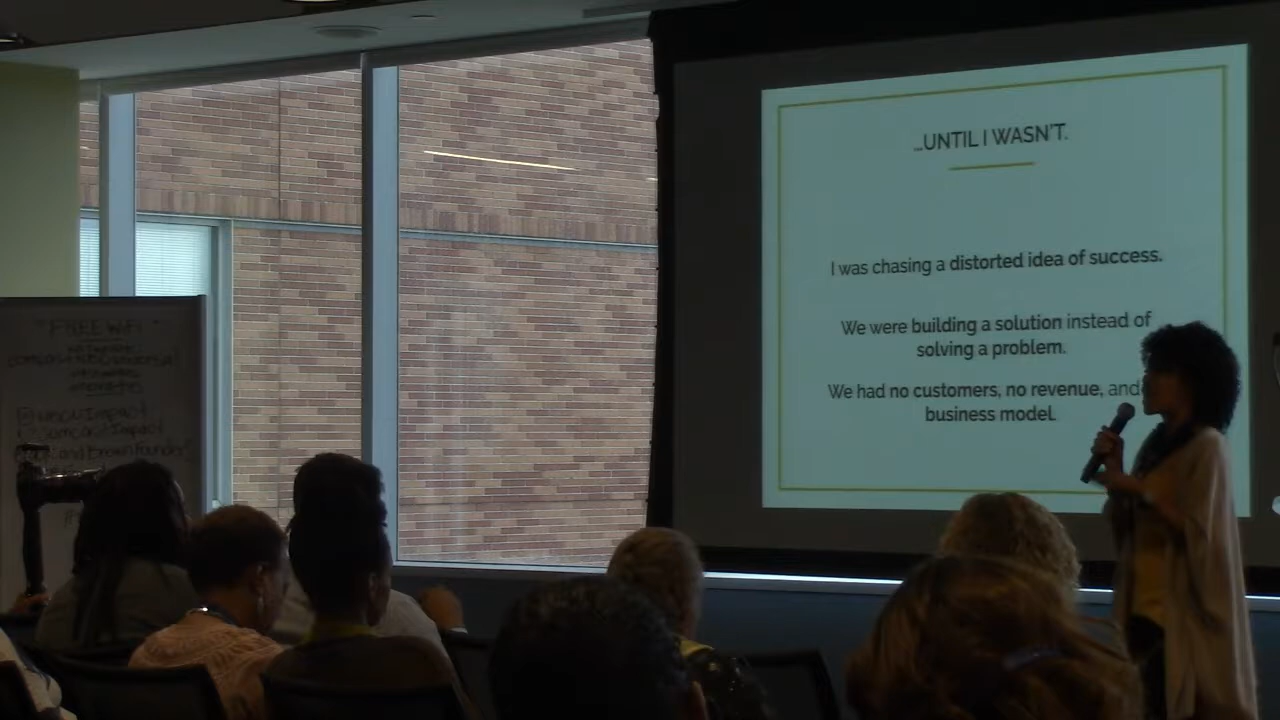 ...UNTIL I WASN'T.
I was chasing a distorted idea of success.
We were building a solution instead of
solving a problem.
We had no customers, no revenue, and
business model.
"FREE WiFi"